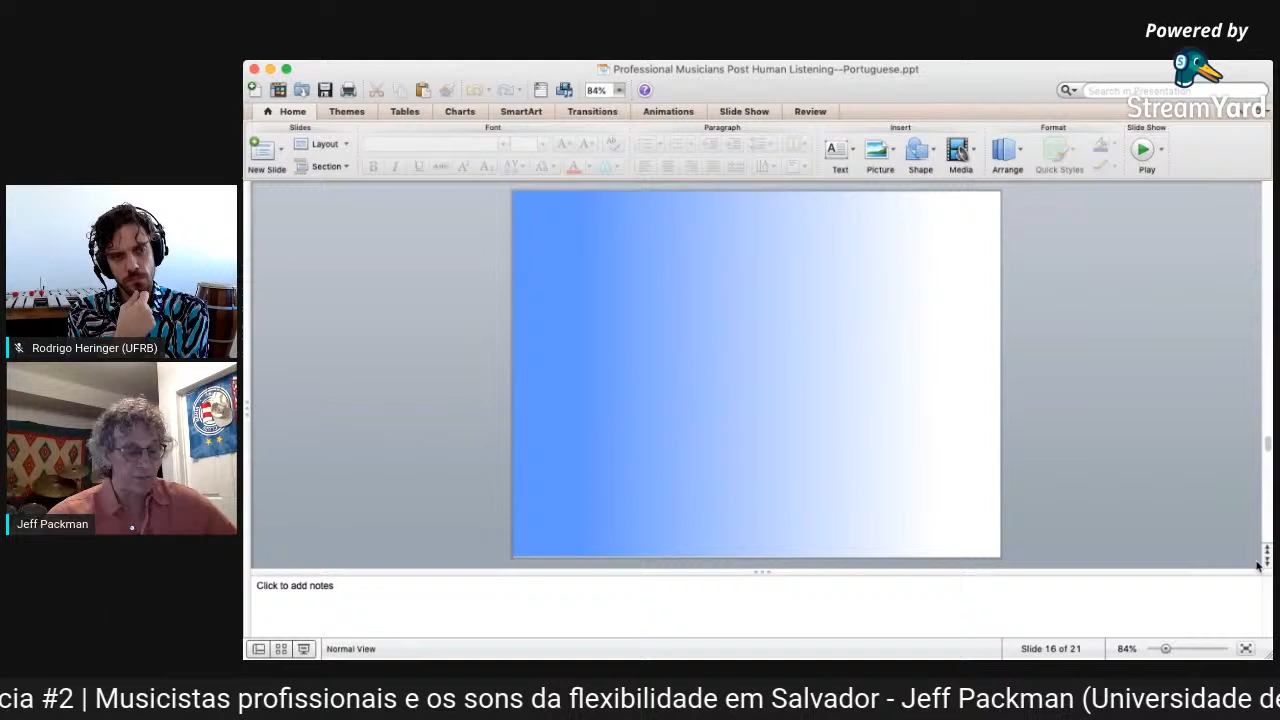 Powered by
StreamYard
Professional Musicians Post Human Listening--Portuguese.ppt
84%
Search in Presentation
Home
Themes
Tables
Charts
SmartArt
Transitions
Animations
Slide Show
Review
Slides
Font
Paragraph
Insert
Format
Slide Show
New Slide
Layout
Section
Text
Picture
Shape
Media
Arrange
Quick Styles
Play
Rodrigo Heringer (UFRB)
Jeff Packman
Click to add notes
Normal View
Slide 16 of 21
84%
cia #2 | Musicistas profissionais e os sons da flexibilidade em Salvador - Jeff Packman (Universidade de